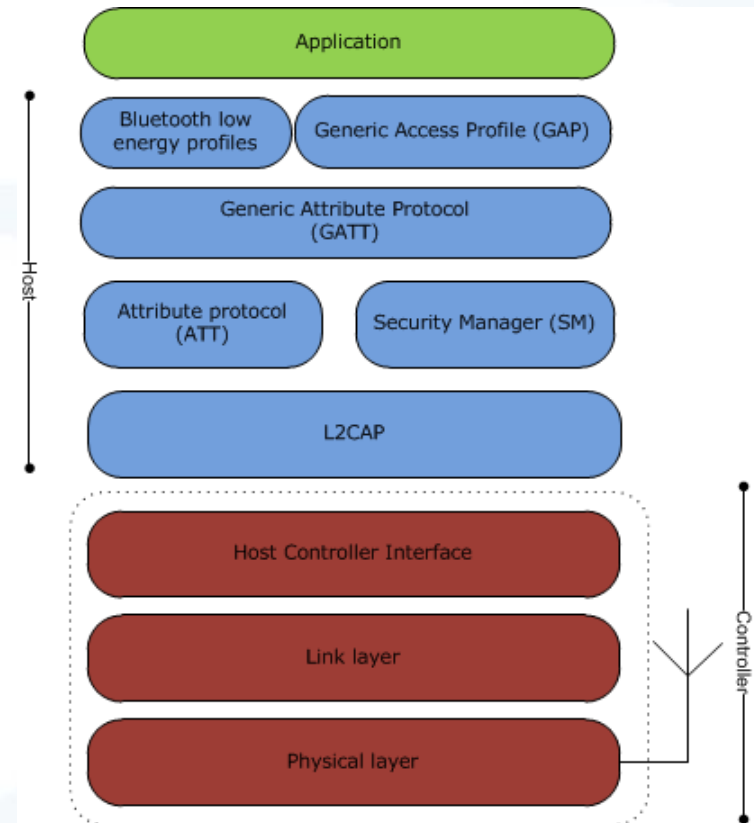 Application
Bluetooth low
energy profiles
Generic Access Profile (GAP)
Generic Attribute Protocol
(GATT)
Host
Attribute protocol
(ATT)
Security Manager (SM)
L2CAP
Host Controller Interface
Link layer
Controller
Physical layer